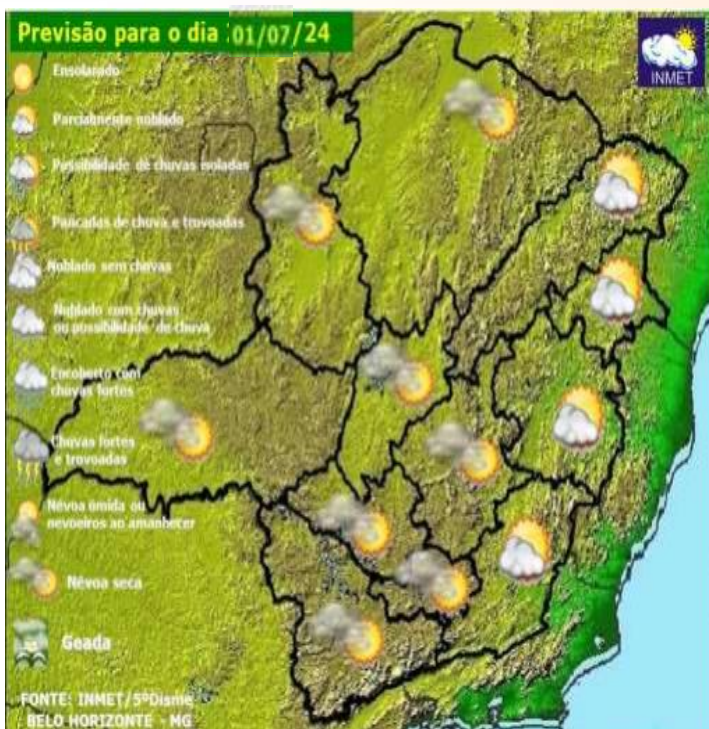 Previsão para o dia 01/07/24
INMET
Ensolarado
Parcialmente nublado
Possibilidade de chuvas isoladas
Pancadas de chuva e trovoadas
Nublado sem chuvas
Nublado com chuvas
ou possibilidade de chuva
Encoberto com
chuvas fortes
Chuvas fortes
e trovoadas
Névoa úmida ou
nevoeiros ao amanhecer
Névoa seca
Geada
FONTE: INMET/5ºDisme
BELO HORIZONTE - MG